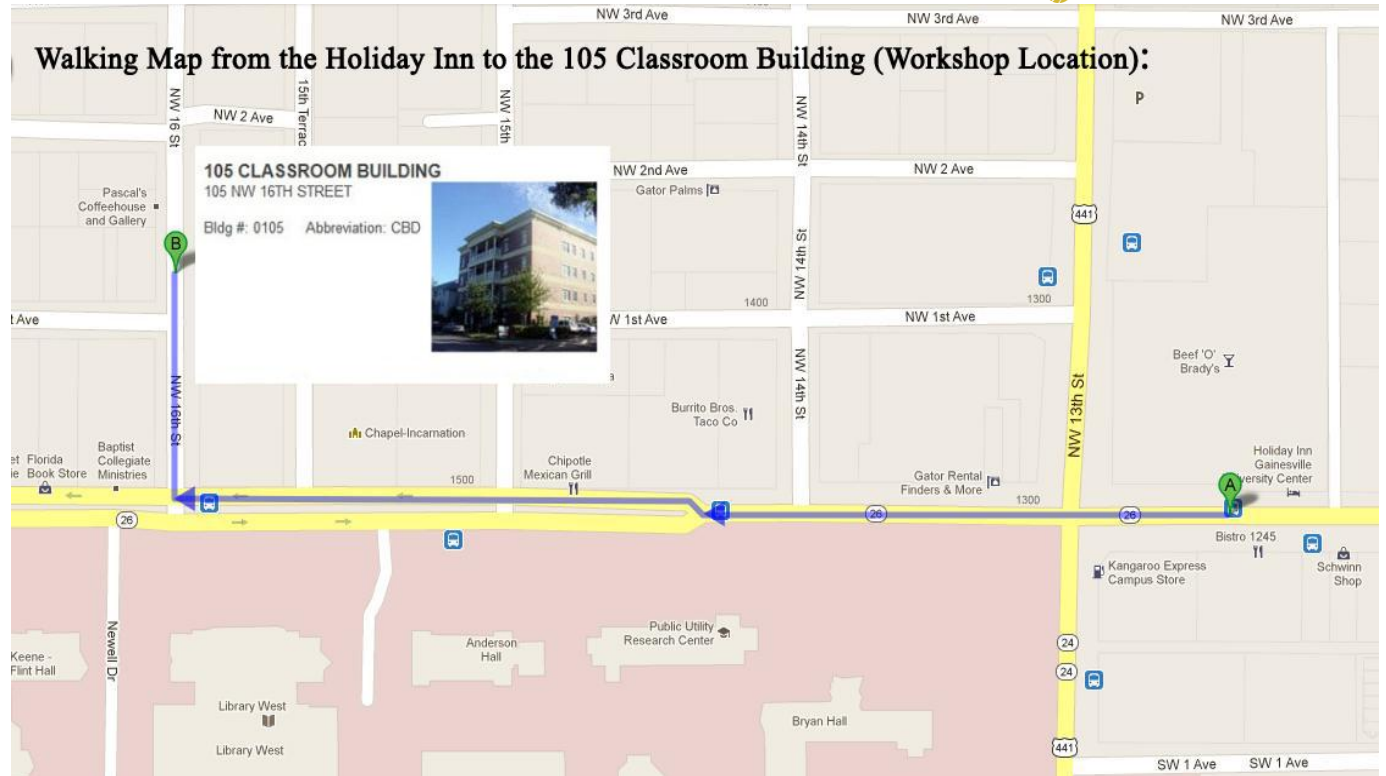 NW 3rd Ave
NW 3rd Ave
NW 3rd Ave
Walking Map from the Holiday Inn to the 105 Classroom Building (Workshop Location):
NW 16 St
NW 2 Ave
15th Terrac
NW 15th
NW 14th St
P
105 CLASSROOM BUILDING
105 NW 16TH STREET
Bldg #: 0105 Abbreviation: CBD
NW 2nd Ave
NW 2 Ave
Gator Palms
Pascal's
Coffeehouse
and Gallery
B
441
NW 14th St
1400
1300
t Ave
W 1st Ave
NW 1st Ave
Beef 'O'
Brady's
NW 16th St
a
NW 14th St
NW 13th St
Burrito Bros.
Taco Co
Chapel-Incarnation
Baptist
Collegiate
Ministries
et Florida
ie Book Store
Chipotle
Mexican Grill
1500
Gator Rental
Finders & More
1300
Holiday Inn
Gainesville
versity Center
A
26
26
26
Bistro 1245
Kangaroo Express
Campus Store
Schwinn
Shop
Newell Dr
Keene -
Flint Hall
Anderson
Hall
Public Utility
Research Center
24
24
Library West
Library West
Bryan Hall
441
SW 1 Ave
SW 1 Ave